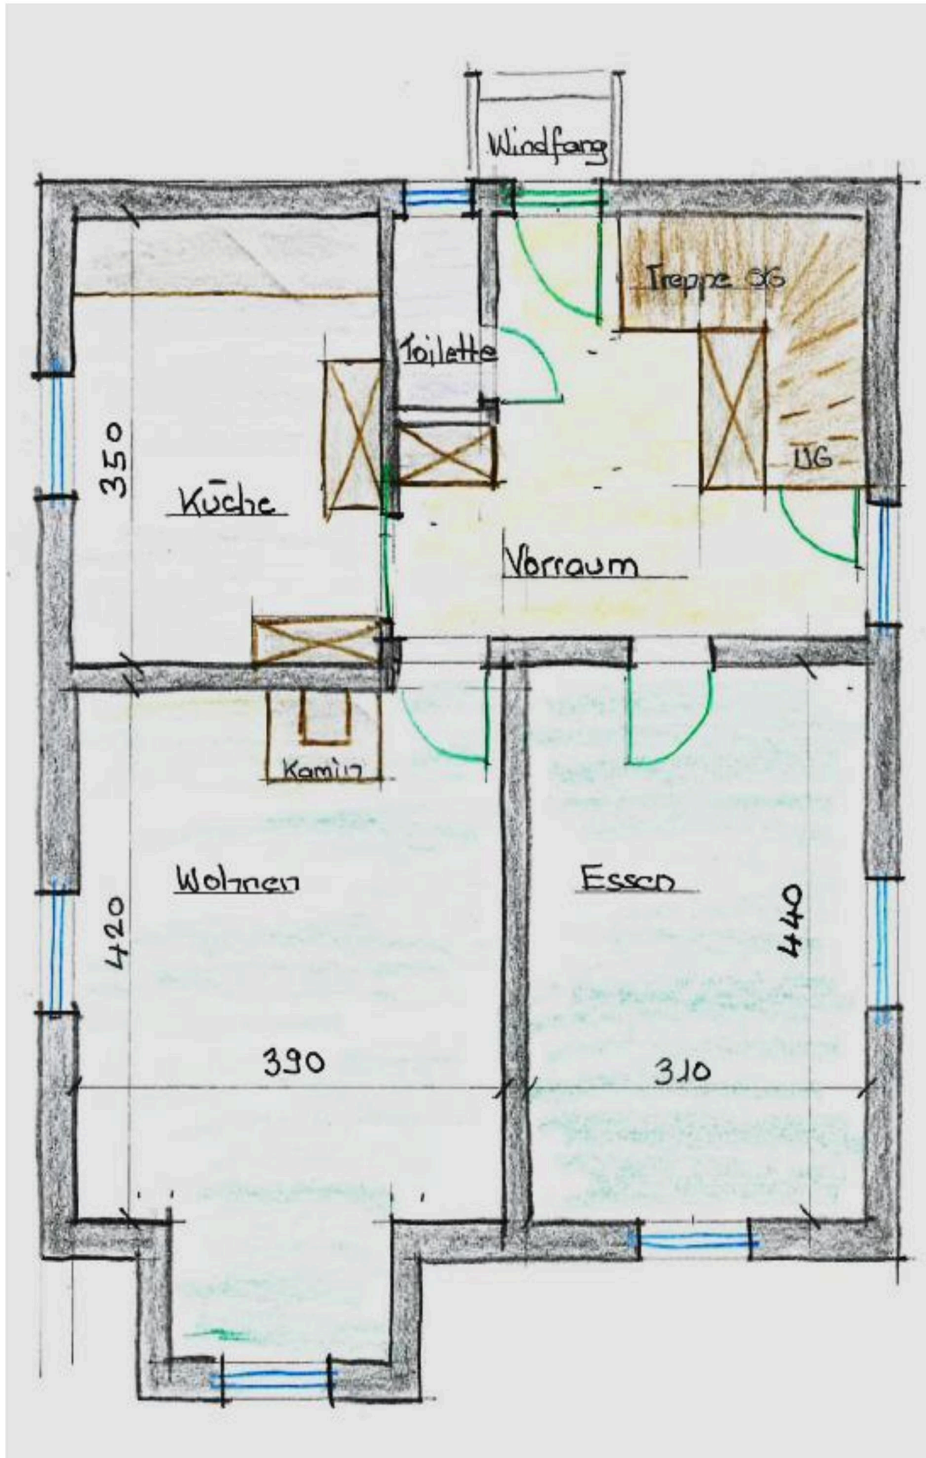 Windfang
Treppe OG
Toilette
UG
350
Küche
Vorraum
Kamin
Wohnen
Essen
420
440
390
310